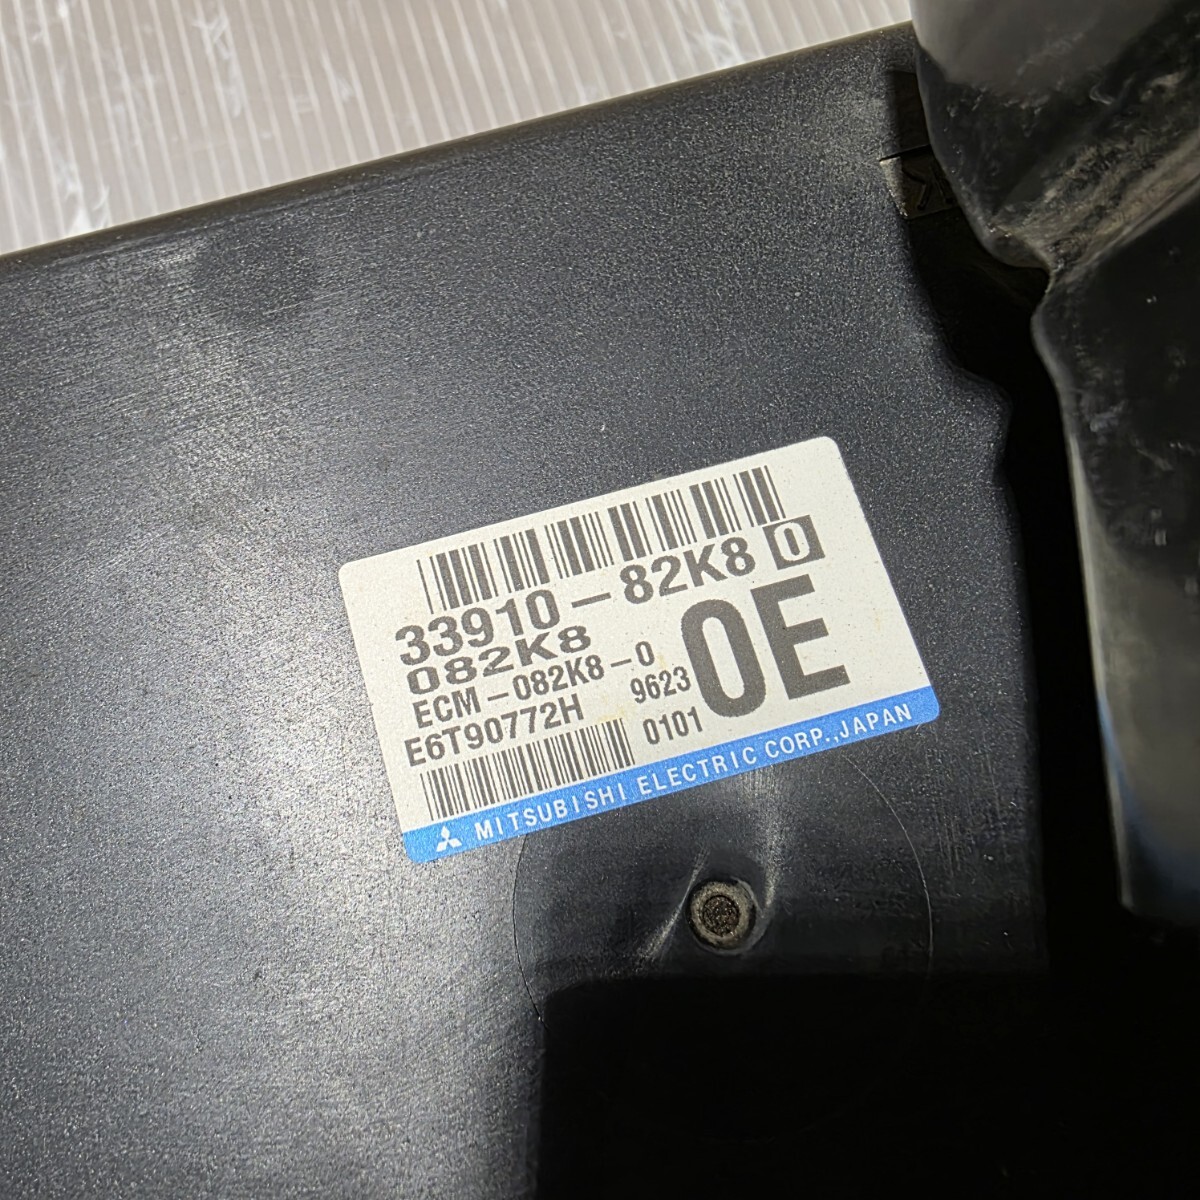 33910-82K8 0
082K8
ECM-082K8-0
E6T90772H
9623
0101
0E
MITSUBISHI ELECTRIC CORP.,JAPAN